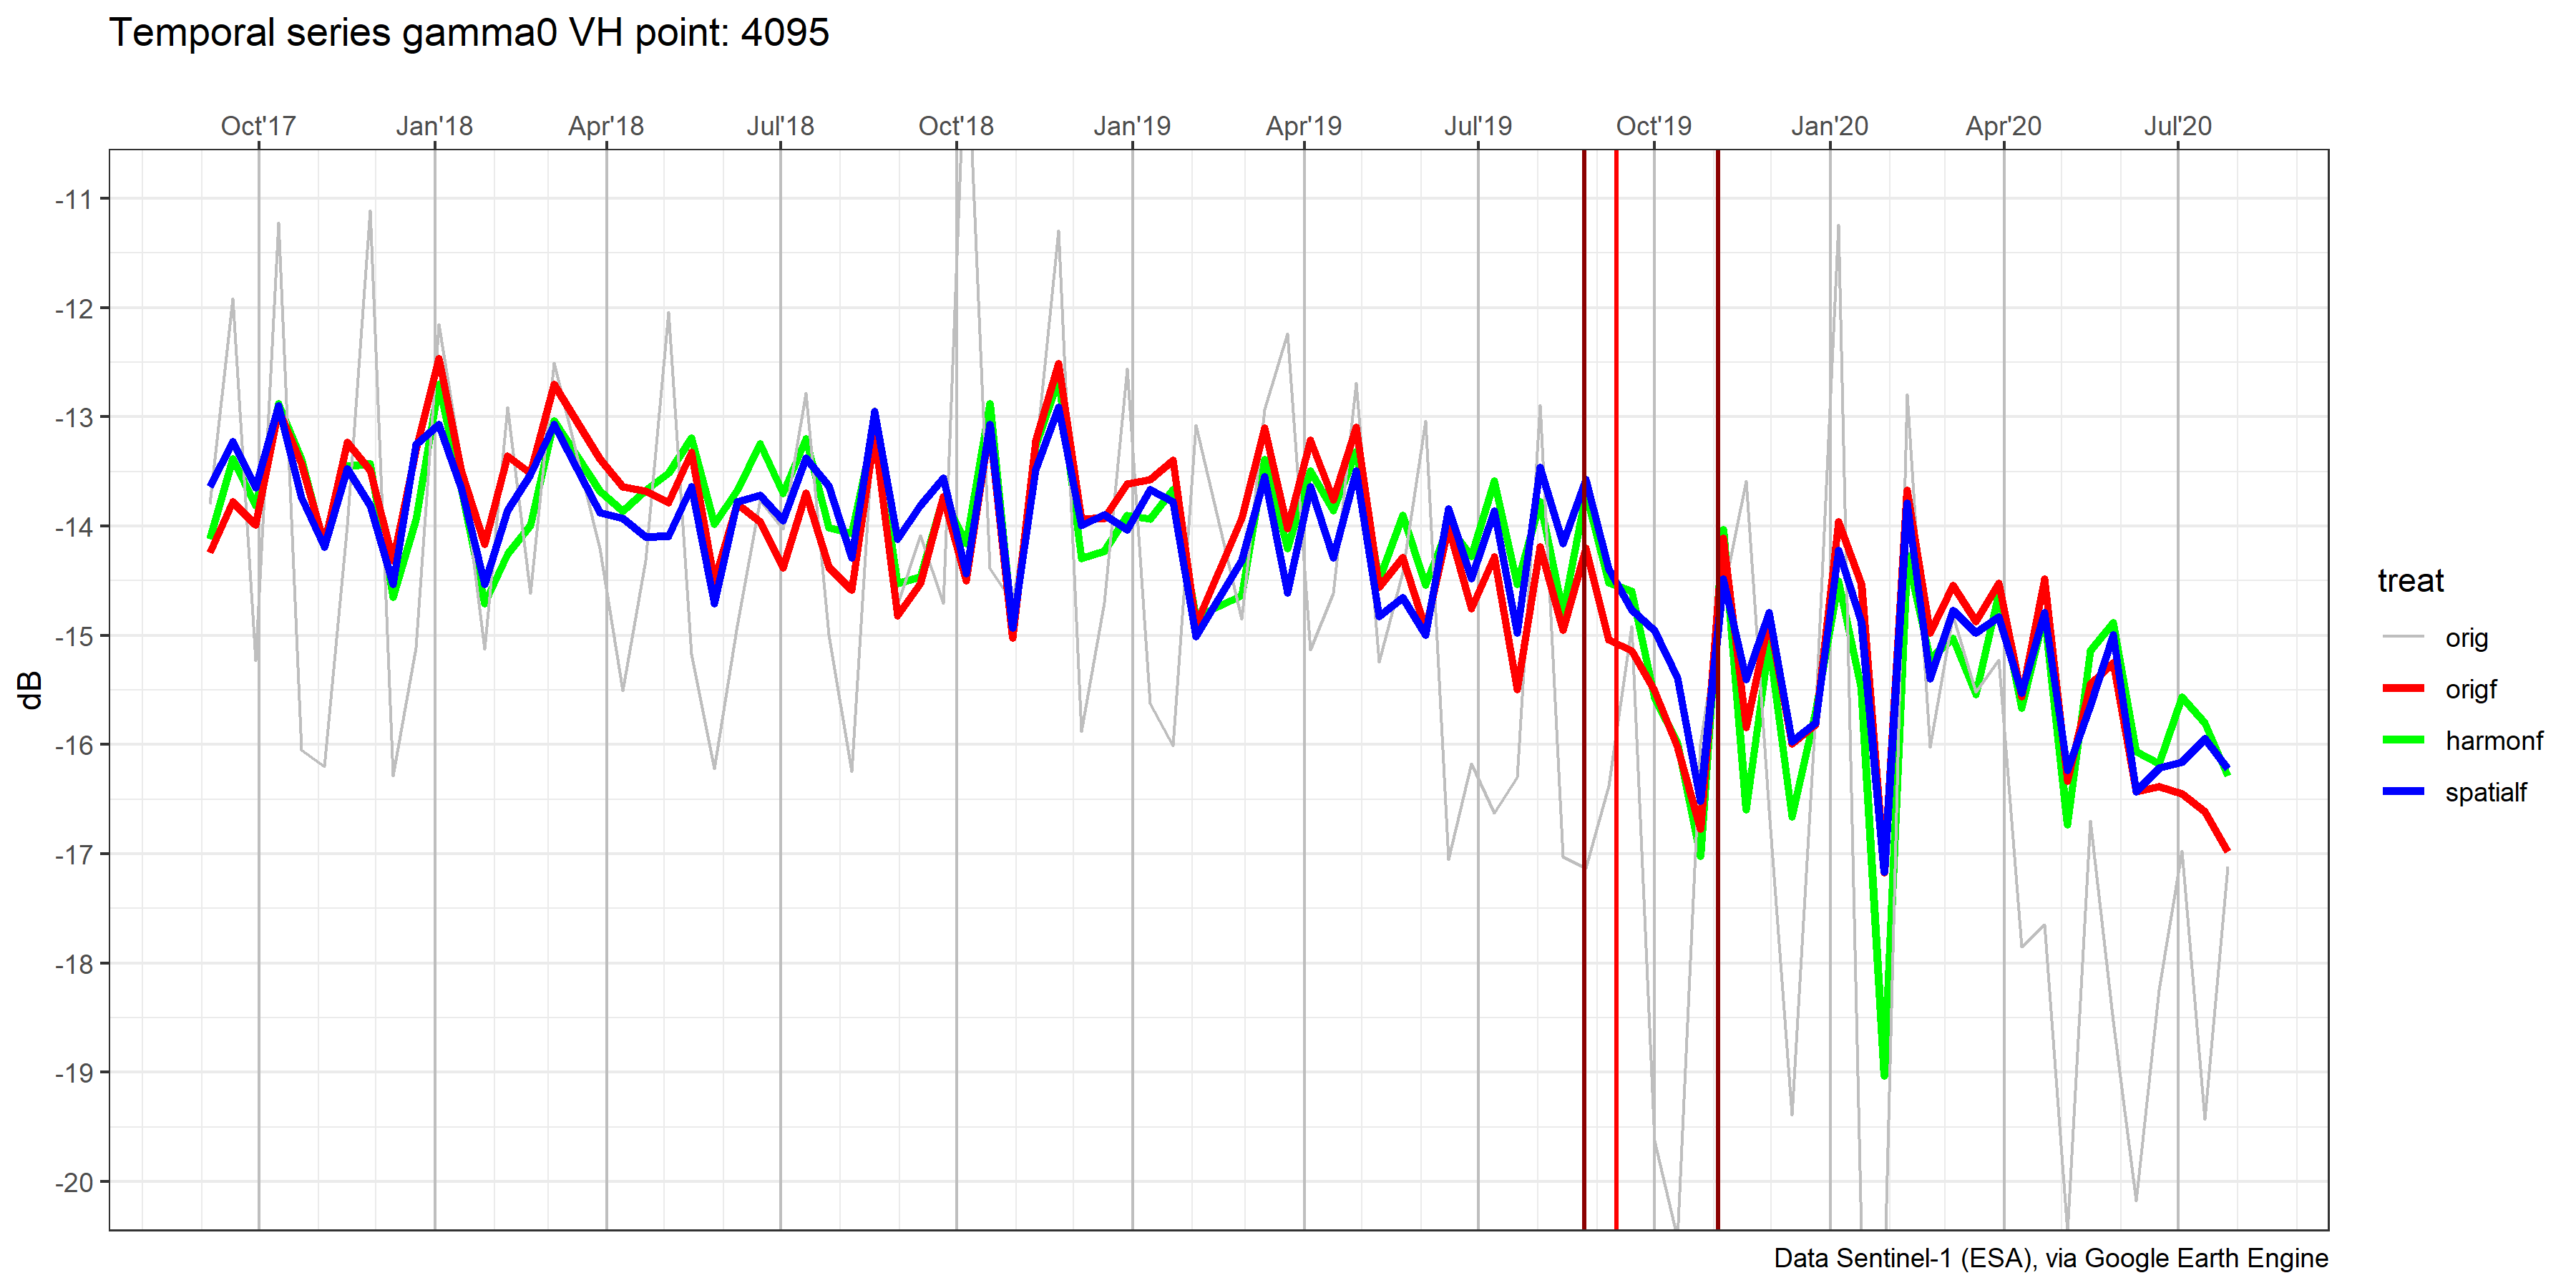 Temporal series gamma0 VH point: 4095
Oct'17 Jan'18 Apr'18 Jul'18 Oct'18 Jan'19 Apr'19 Jul'19 Oct'19 Jan'20 Apr'20 Jul'20
-11
-12
-13
-14
-15
-16
-17
-18
-19
-20
dB
treat
orig
origf
harmonf
spatialf
Data Sentinel-1 (ESA), via Google Earth Engine